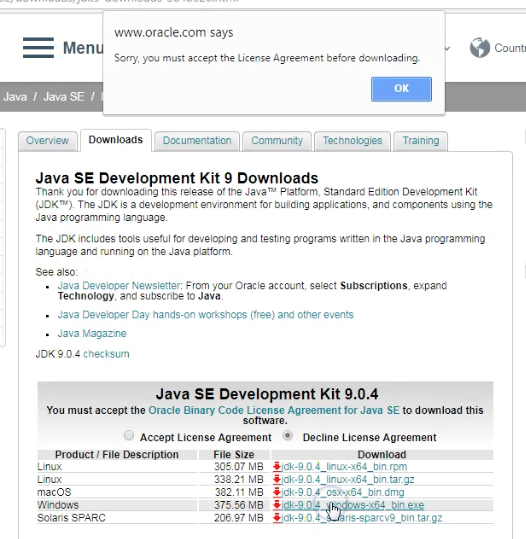 www.oracle.com says
Sorry, you must accept the License Agreement before downloading.
OK
Menu
Count
Java / Java SE /
Overview Downloads Documentation Community Technologies Training
Java SE Development Kit 9 Downloads
Thank you for downloading this release of the Java™ Platform, Standard Edition Development Kit
(JDK™). The JDK is a development environment for building applications, and components using the
Java programming language.
The JDK includes tools useful for developing and testing programs written in the Java programming
language and running on the Java platform.
See also:
Java Developer Newsletter: From your Oracle account, select Subscriptions, expand
Technology, and subscribe to Java.
Java Developer Day hands-on workshops (free) and other events
Java Magazine
JDK 9.0.4 checksum
Java SE Development Kit 9.0.4
You must accept the Oracle Binary Code License Agreement for Java SE to download this
software.
Accept License Agreement Decline License Agreement
Product / File Description File Size Download
Linux 305.07 MB jdk-9.0.4_linux-x64_bin.rpm
Linux 338.21 MB jdk-9.0.4_linux-x64_bin.tar.gz
macOS 382.11 MB jdk-9.0.4_osx-x64_bin.dmg
Windows 375.56 MB jdk-9.0.4_windows-x64_bin.exe
Solaris SPARC 206.97 MB jdk-9.0.4_solaris-sparcv9_bin.tar.gz